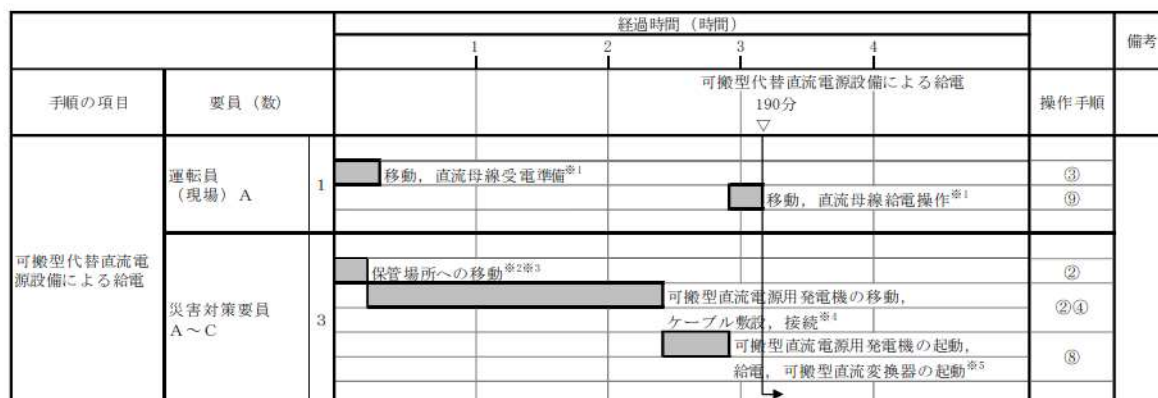 経過時間（時間）
備考
1 2 3 4
手順の項目 要員（数） 操作手順
可搬型代替直流電源設備による給電
190分
▽
運転員
（現場）A
1
移動，直流母線受電準備※1
③
移動，直流母線給電操作※1
⑨
可搬型代替直流電
源設備による給電
災害対策要員
A～C
3
保管場所への移動※2※3
②
可搬型直流電源用発電機の移動，
ケーブル敷設，接続※4
②④
可搬型直流電源用発電機の起動，
給電，可搬型直流変換器の起動※5
⑧